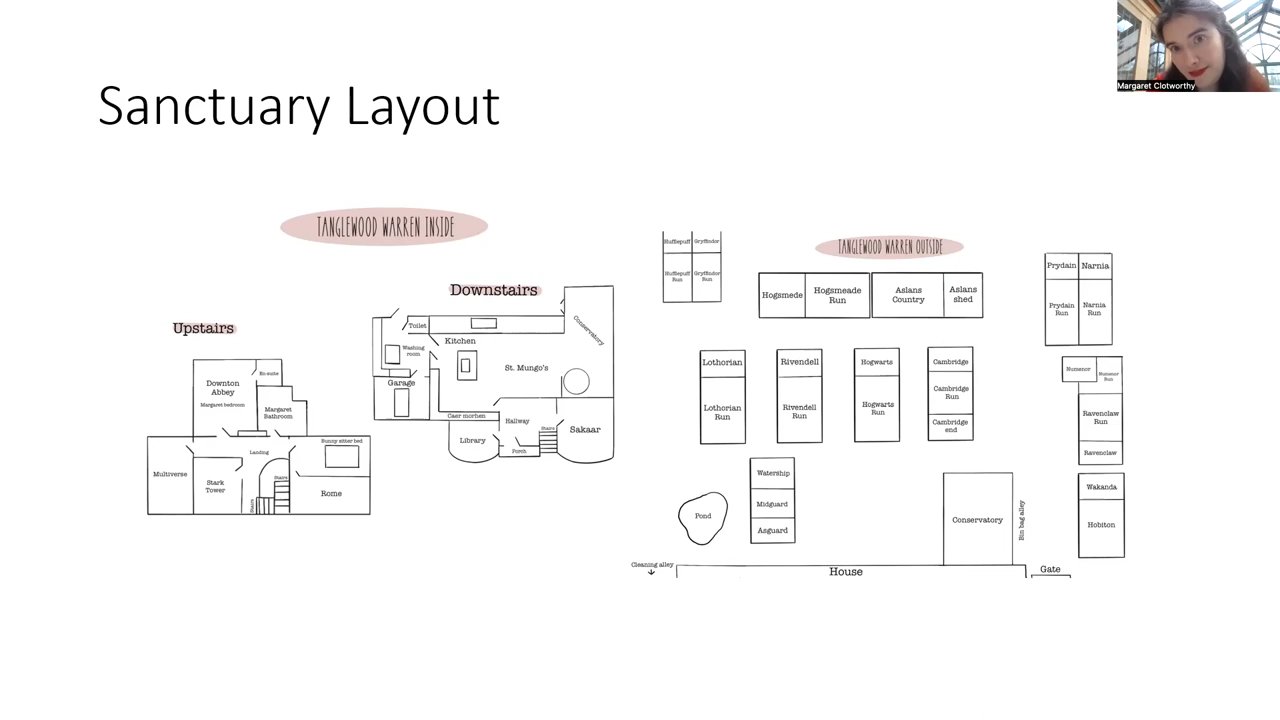 Margaret Clotworthy
Sanctuary Layout
TANGLEWOOD WARREN INSIDE
Upstairs
Downton
Abbey
Margaret bedroom
En suite
Margaret
Bathroom
Landing
Bunny sitter bed
Multiverse
Stark
Tower
Stairs
Stairs
Rome
Downstairs
Toilet
Washing
room
Kitchen
Conservatory
St. Mungo's
Garage
Caer morhen
Hallway
Library
Stairs
Porch
Sakaar
TANGLEWOOD WARREN OUTSIDE
Hufflepuff
Gryffindor
Hufflepuff
Run
Gryffindor
Run
Hogsmede
Hogsmeade
Run
Aslans
Country
Aslans
shed
Prydain
Narnia
Prydain
Run
Narnia
Run
Lothorian
Lothorian
Run
Rivendell
Rivendell
Run
Hogwarts
Hogwarts
Run
Cambridge
Cambridge
Run
Cambridge
end
Numenor
Numenor
Run
Ravenclaw
Run
Ravenclaw
Watership
Midguard
Asguard
Pond
Conservatory
Bin bag alley
Wakanda
Hobiton
Cleaning alley
House
Gate